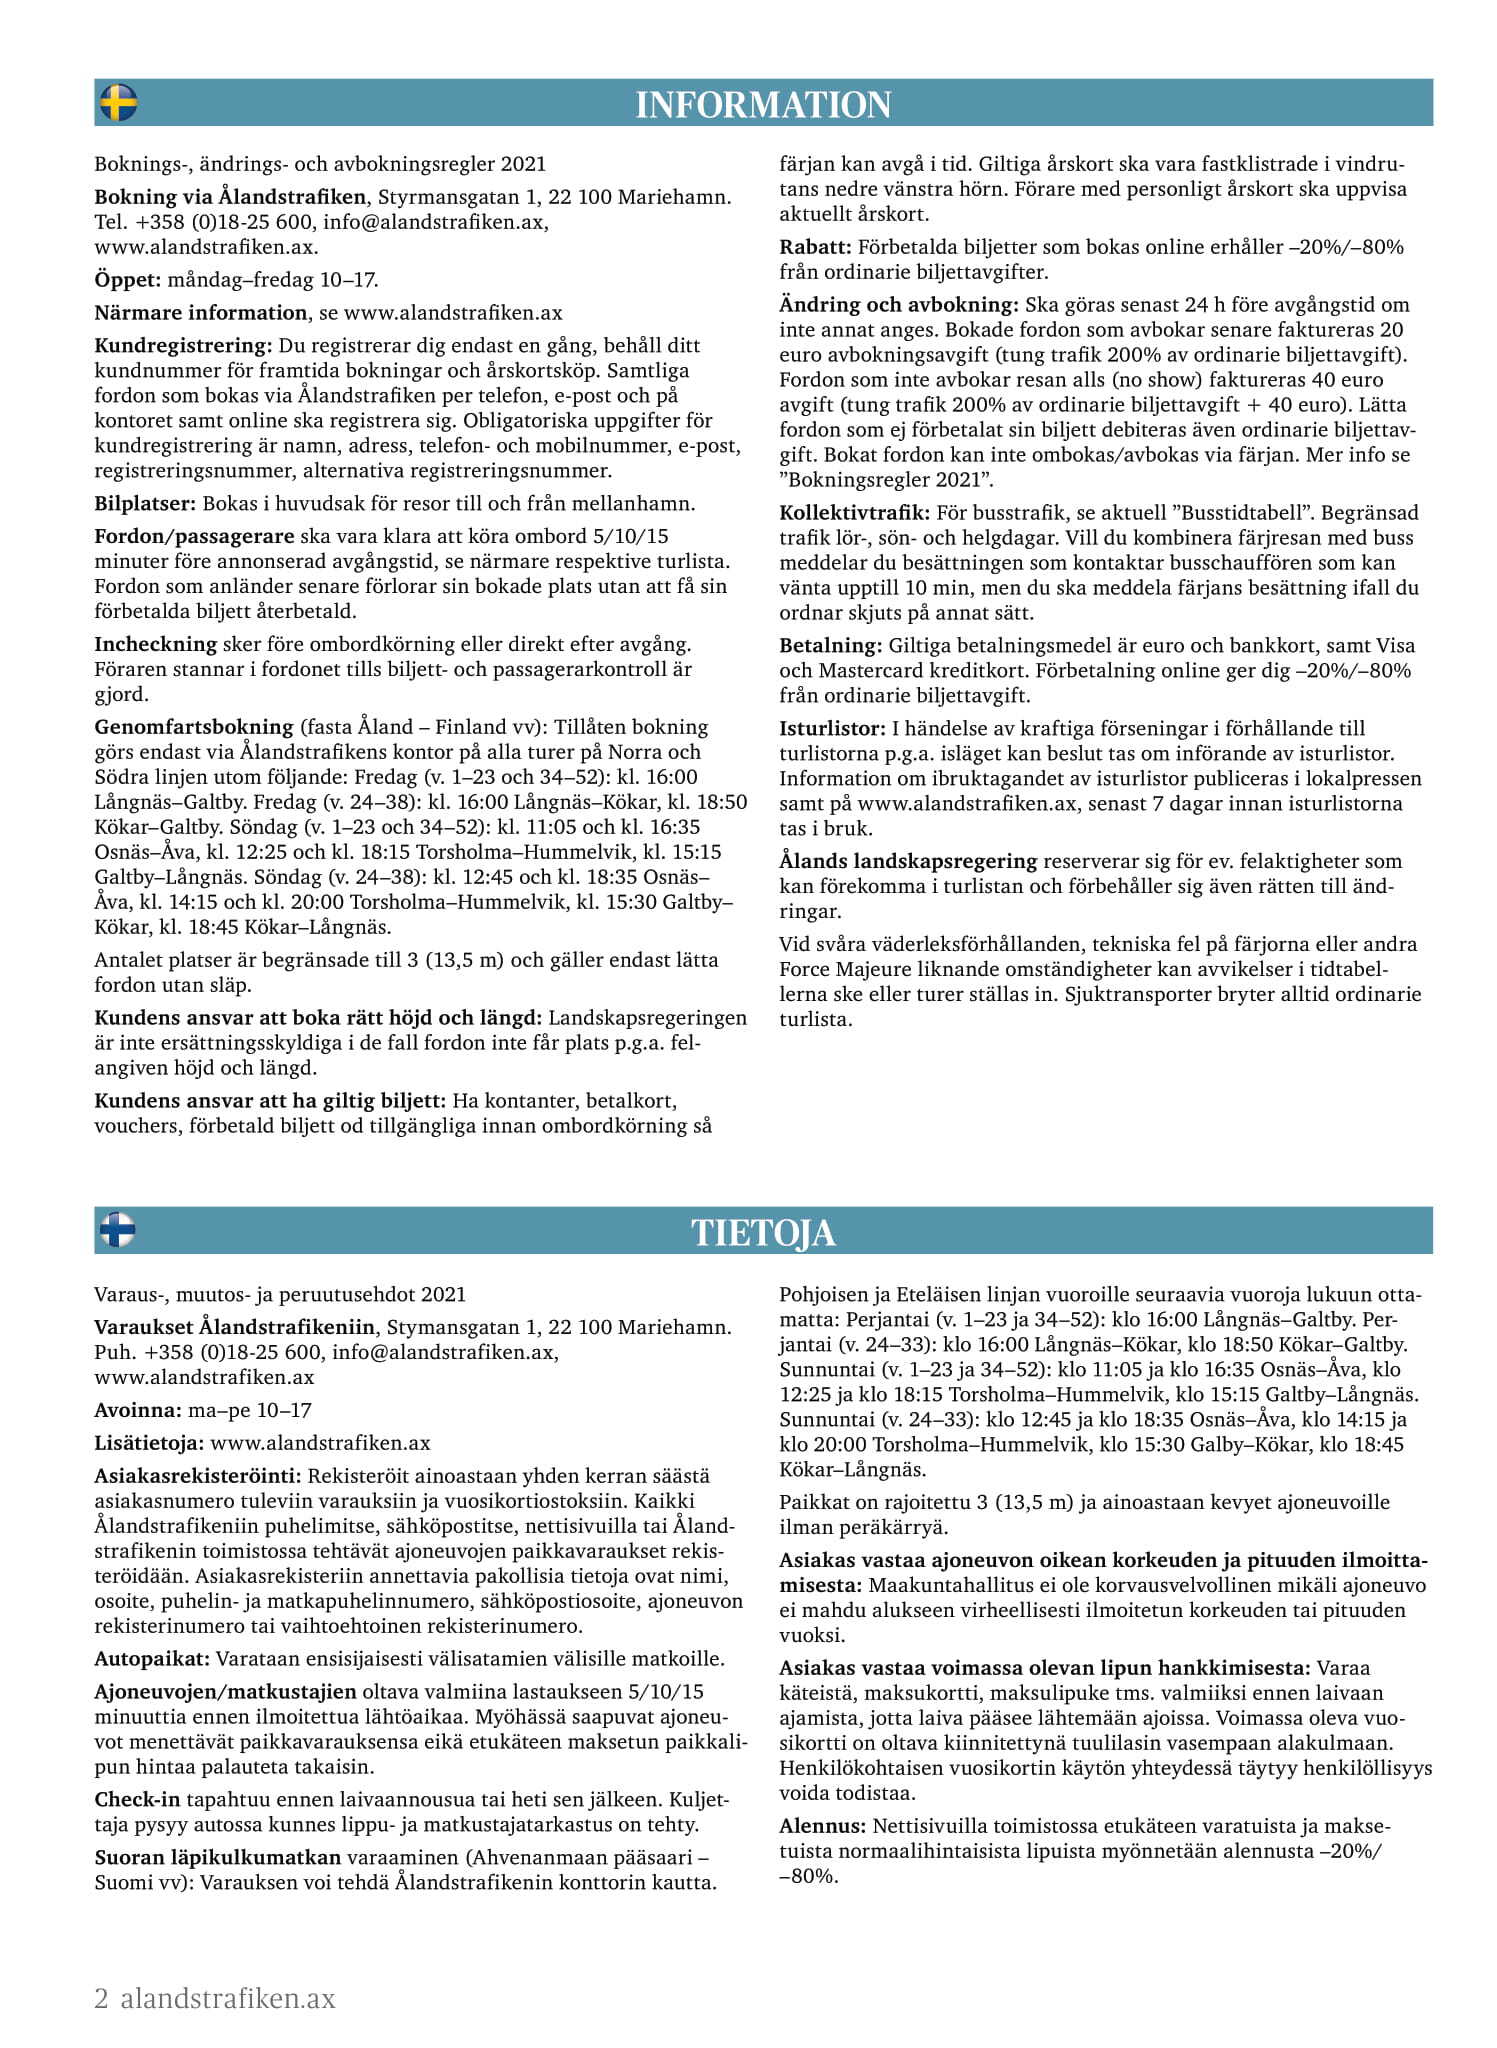 INFORMATION
Boknings-, ändrings- och avbokningsregler 2021
Bokning via Ålandstrafiken, Styrmansgatan 1, 22 100 Mariehamn.
Tel. +358 (0)18-25 600, info@alandstrafiken.ax,
www.alandstrafiken.ax.
Öppet: måndag–fredag 10–17.
Närmare information, se www.alandstrafiken.ax
Kundregistrering: Du registrerar dig endast en gång, behåll ditt
kundnummer för framtida bokningar och årskortsköp. Samtliga
fordon som bokas via Ålandstrafiken per telefon, e-post och på
kontoret samt online ska registrera sig. Obligatoriska uppgifter för
kundregistrering är namn, adress, telefon- och mobilnummer, e-post,
registreringsnummer, alternativa registreringsnummer.
Bilplatser: Bokas i huvudsak för resor till och från mellanhamn.
Fordon/passagerare ska vara klara att köra ombord 5/10/15
minuter före annonserad avgångstid, se närmare respektive turlista.
Fordon som anländer senare förlorar sin bokade plats utan att få sin
förbetalda biljett återbetald.
Incheckning sker före ombordkörning eller direkt efter avgång.
Föraren stannar i fordonet tills biljett- och passagerarkontroll är
gjord.
Genomfartsbokning (fasta Åland – Finland vv): Tillåten bokning
görs endast via Ålandstrafikens kontor på alla turer på Norra och
Södra linjen utom följande: Fredag (v. 1–23 och 34–52): kl. 16:00
Långnäs–Galtby. Fredag (v. 24–38): kl. 16:00 Långnäs–Kökar, kl. 18:50
Kökar–Galtby. Söndag (v. 1–23 och 34–52): kl. 11:05 och kl. 16:35
Osnäs–Åva, kl. 12:25 och kl. 18:15 Torsholma–Hummelvik, kl. 15:15
Galtby–Långnäs. Söndag (v. 24–38): kl. 12:45 och kl. 18:35 Osnäs–
Åva, kl. 14:15 och kl. 20:00 Torsholma–Hummelvik, kl. 15:30 Galtby–
Kökar, kl. 18:45 Kökar–Långnäs.
Antalet platser är begränsade till 3 (13,5 m) och gäller endast lätta
fordon utan släp.
Kundens ansvar att boka rätt höjd och längd: Landskapsregeringen
är inte ersättningsskyldiga i de fall fordon inte får plats p.g.a. fel-
angiven höjd och längd.
Kundens ansvar att ha giltig biljett: Ha kontanter, betalkort,
vouchers, förbetald biljett od tillgängliga innan ombordkörning så
färjan kan avgå i tid. Giltiga årskort ska vara fastklistrade i vindru-
tans nedre vänstra hörn. Förare med personligt årskort ska uppvisa
aktuellt årskort.
Rabatt: Förbetalda biljetter som bokas online erhåller –20%/–80%
från ordinarie biljettavgifter.
Ändring och avbokning: Ska göras senast 24 h före avgångstid om
inte annat anges. Bokade fordon som avbokar senare faktureras 20
euro avbokningsavgift (tung trafik 200% av ordinarie biljettavgift).
Fordon som inte avbokar resan alls (no show) faktureras 40 euro
avgift (tung trafik 200% av ordinarie biljettavgift + 40 euro). Lätta
fordon som ej förbetalat sin biljett debiteras även ordinarie biljettav-
gift. Bokat fordon kan inte ombokas/avbokas via färjan. Mer info se
”Bokningsregler 2021”.
Kollektivtrafik: För busstrafik, se aktuell ”Busstidtabell”. Begränsad
trafik lör-, sön- och helgdagar. Vill du kombinera färjresan med buss
meddelar du besättningen som kontaktar busschauffören som kan
vänta upptill 10 min, men du ska meddela färjans besättning ifall du
ordnar skjuts på annat sätt.
Betalning: Giltiga betalningsmedel är euro och bankkort, samt Visa
och Mastercard kreditkort. Förbetalning online ger dig –20%/–80%
från ordinarie biljettavgift.
Isturlistor: I händelse av kraftiga förseningar i förhållande till
turlistorna p.g.a. isläget kan beslut tas om införande av isturlistor.
Information om ibruktagandet av isturlistor publiceras i lokalpressen
samt på www.alandstrafiken.ax, senast 7 dagar innan isturlistorna
tas i bruk.
Ålands landskapsregering reserverar sig för ev. felaktigheter som
kan förekomma i turlistan och förbehåller sig även rätten till änd-
ringar.
Vid svåra väderleksförhållanden, tekniska fel på färjorna eller andra
Force Majeure liknande omständigheter kan avvikelser i tidtabel-
lerna ske eller turer ställas in. Sjuktransporter bryter alltid ordinarie
turlista.
TIETOJA
Varaus-, muutos- ja peruutusehdot 2021
Varaukset Ålandstrafikeniin, Stymansgatan 1, 22 100 Mariehamn.
Puh. +358 (0)18-25 600, info@alandstrafiken.ax,
www.alandstrafiken.ax
Avoinna: ma–pe 10–17
Lisätietoja: www.alandstrafiken.ax
Asiakasrekisteröinti: Rekisteröit ainoastaan yhden kerran säästä
asiakasnumero tuleviin varauksiin ja vuosikortiostoksiin. Kaikki
Ålandstrafikeniin puhelimitse, sähköpostitse, nettisivuilla tai Åland-
strafikenin toimistossa tehtävät ajoneuvojen paikkavaraukset rekis-
teröidään. Asiakasrekisteriin annettavia pakollisia tietoja ovat nimi,
osoite, puhelin- ja matkapuhelinnumero, sähköpostiosoite, ajoneuvon
rekisterinumero tai vaihtoehtoinen rekisterinumero.
Autopaikat: Varataan ensisijaisesti välisatamien välisille matkoille.
Ajoneuvojen/matkustajien oltava valmiina lastaukseen 5/10/15
minuuttia ennen ilmoitettua lähtöaikaa. Myöhässä saapuvat ajoneu-
vot menettävät paikkavarauksensa eikä etukäteen maksetun paikkali-
pun hintaa palauteta takaisin.
Check-in tapahtuu ennen laivaannousua tai heti sen jälkeen. Kuljet-
taja pysyy autossa kunnes lippu- ja matkustajatarkastus on tehty.
Suoran läpikulkumatkan varaaminen (Ahvenanmaan pääsaari –
Suomi vv): Varauksen voi tehdä Ålandstrafikenin konttorin kautta.
Pohjoisen ja Eteläisen linjan vuoroille seuraavia vuoroja lukuun otta-
matta: Perjantai (v. 1–23 ja 34–52): klo 16:00 Långnäs–Galtby. Per-
jantai (v. 24–33): klo 16:00 Långnäs–Kökar, klo 18:50 Kökar–Galtby.
Sunnuntai (v. 1–23 ja 34–52): klo 11:05 ja klo 16:35 Osnäs–Åva, klo
12:25 ja klo 18:15 Torsholma–Hummelvik, klo 15:15 Galtby–Långnäs.
Sunnuntai (v. 24–33): klo 12:45 ja klo 18:35 Osnäs–Åva, klo 14:15 ja
klo 20:00 Torsholma–Hummelvik, klo 15:30 Galby–Kökar, klo 18:45
Kökar–Långnäs.
Paikkat on rajoitettu 3 (13,5 m) ja ainoastaan kevyet ajoneuvoille
ilman peräkärryä.
Asiakas vastaa ajoneuvon oikean korkeuden ja pituuden ilmoitta-
misesta: Maakuntahallitus ei ole korvausvelvollinen mikäli ajoneuvo
ei mahdu alukseen virheellisesti ilmoitetun korkeuden tai pituuden
vuoksi.
Asiakas vastaa voimassa olevan lipun hankkimisesta: Varaa
käteistä, maksukortti, maksulipuke tms. valmiiksi ennen laivaan
ajamista, jotta laiva pääsee lähtemään ajoissa. Voimassa oleva vuo-
sikortti on oltava kiinnitettynä tuulilasin vasempaan alakulmaan.
Henkilökohtaisen vuosikortin käytön yhteydessä täytyy henkilöllisyys
voida todistaa.
Alennus: Nettisivuilla toimistossa etukäteen varatuista ja makse-
tuista normaalihintaisista lipuista myönnetään alennusta –20%/
–80%.
2 alandstrafiken.ax